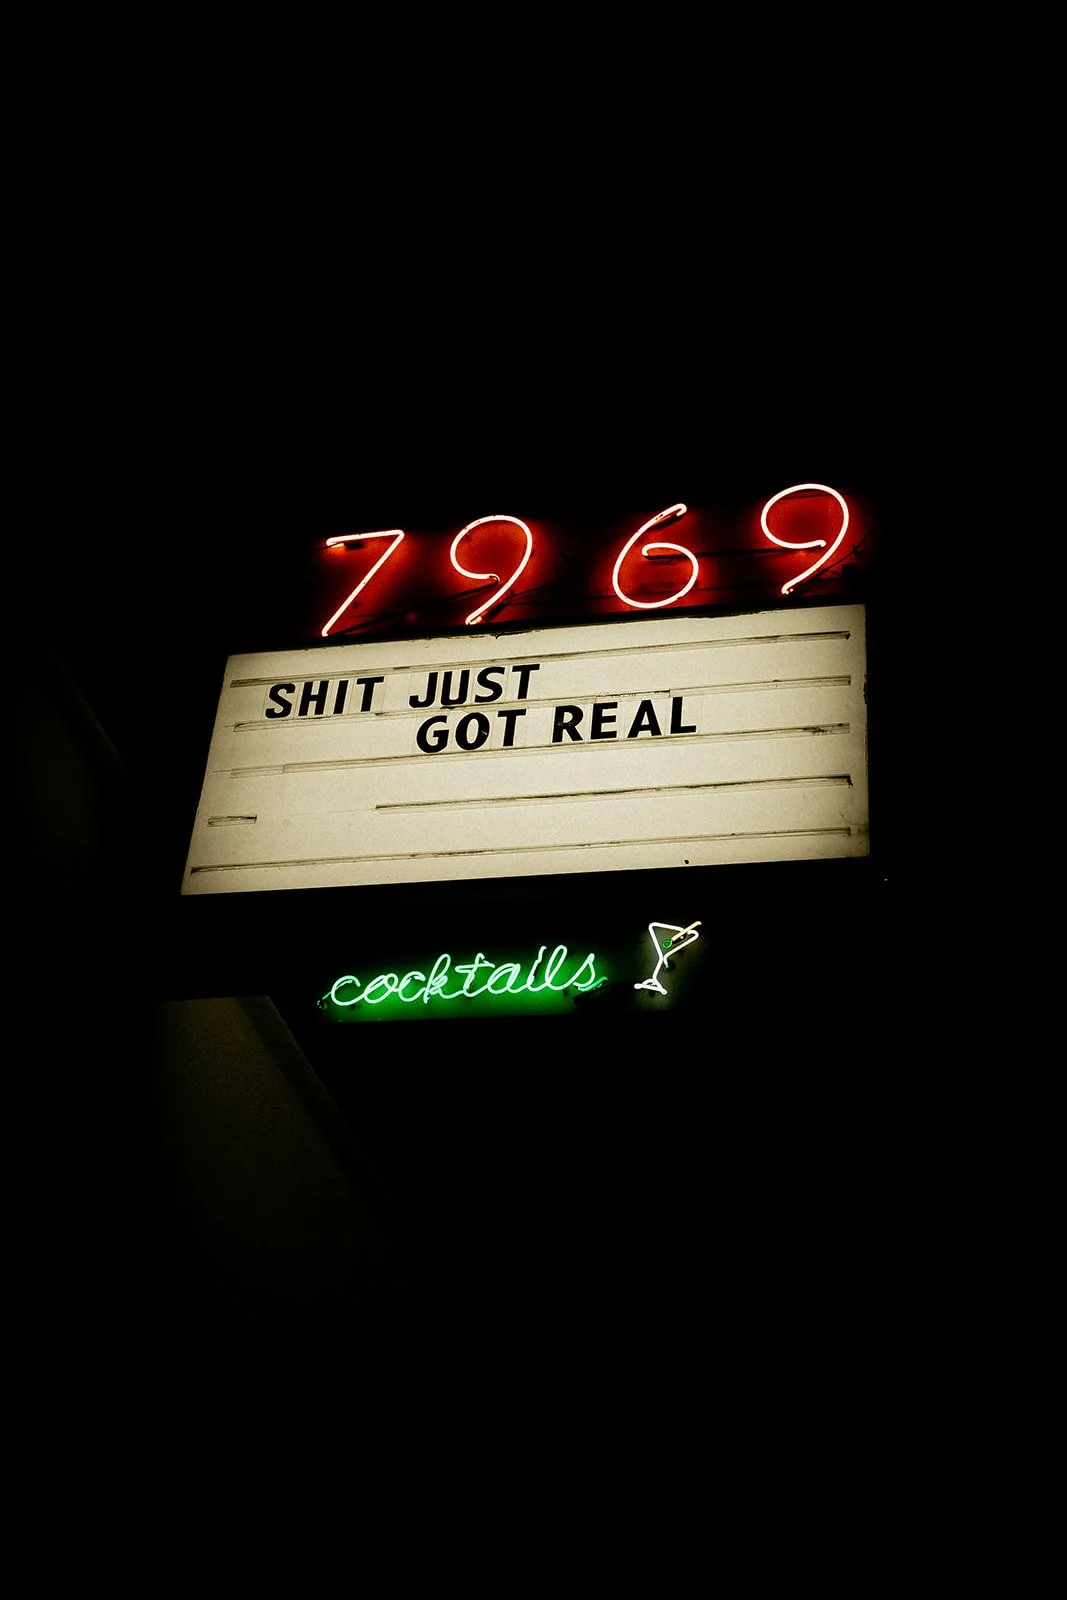 7969
SHIT JUST
GOT REAL
cocktails